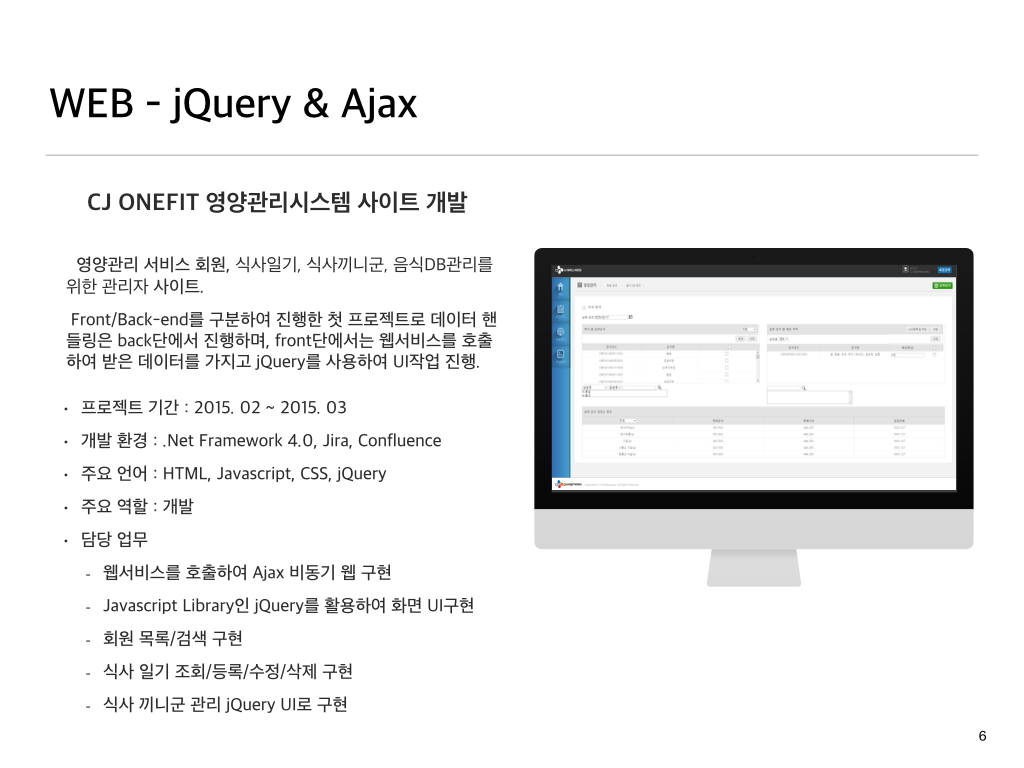 WEB - jQuery & Ajax
CJ ONEFIT 영양관리시스템 사이트 개발
영양관리 서비스 회원, 식사일기, 식사끼니군, 음식DB관리를
위한 관리자 사이트.
Front/Back-end를 구분하여 진행한 첫 프로젝트로 데이터 핸
들링은 back단에서 진행하며, front단에서는 웹서비스를 호출
하여 받은 데이터를 가지고 jQuery를 사용하여 UI작업 진행.
• 프로젝트 기간 : 2015. 02 ~ 2015. 03
• 개발 환경 : .Net Framework 4.0, Jira, Confluence
• 주요 언어 : HTML, Javascript, CSS, jQuery
• 주요 역할 : 개발
• 담당 업무
- 웹서비스를 호출하여 Ajax 비동기 웹 구현
- Javascript Library인 jQuery를 활용하여 화면 UI구현
- 회원 목록/검색 구현
- 식사 일기 조회/등록/수정/삭제 구현
- 식사 끼니군 관리 jQuery UI로 구현
6